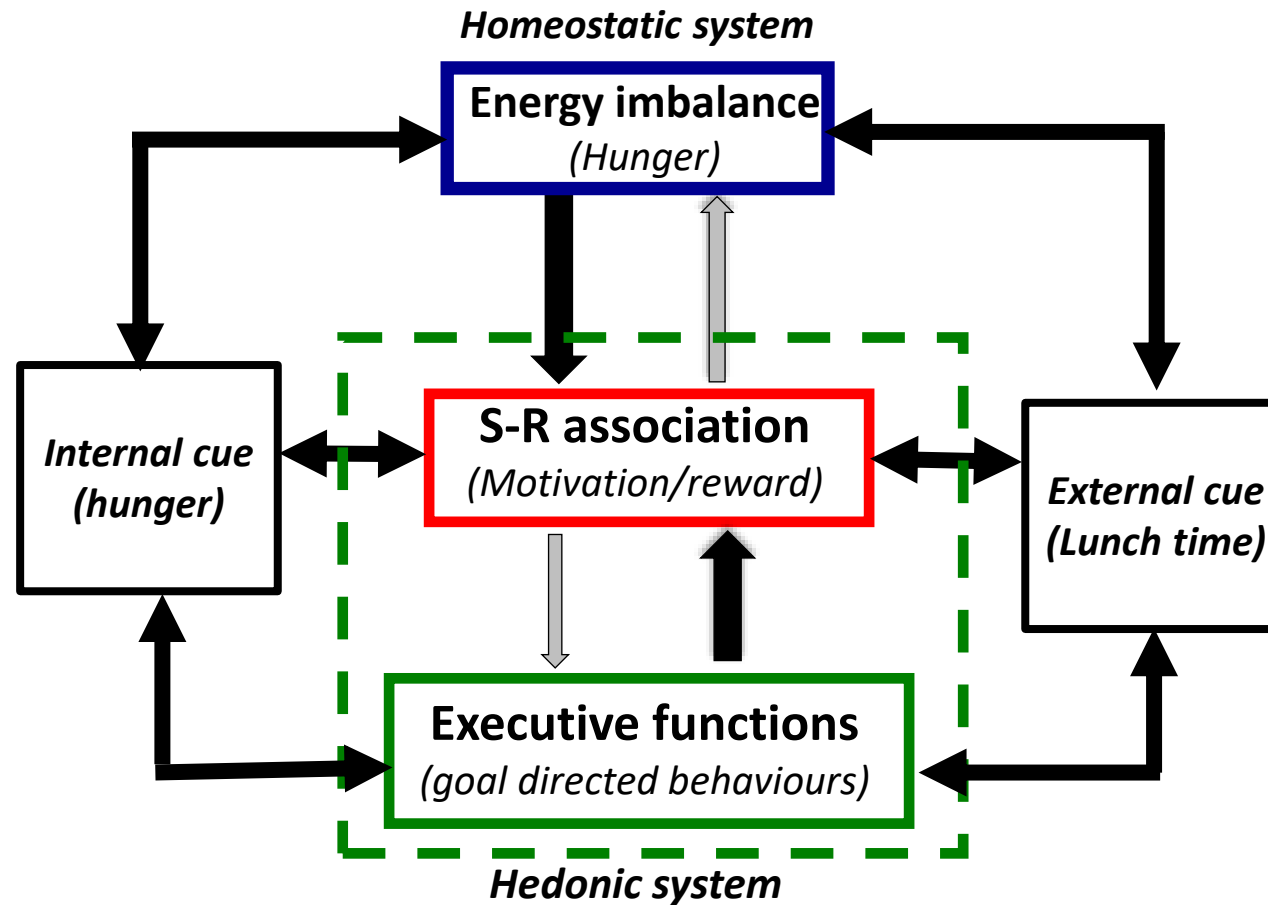 Homeostatic system
Energy imbalance
(Hunger)
Internal cue
(hunger)
S-R association
(Motivation/reward)
External cue
(Lunch time)
Executive functions
(goal directed behaviours)
Hedonic system